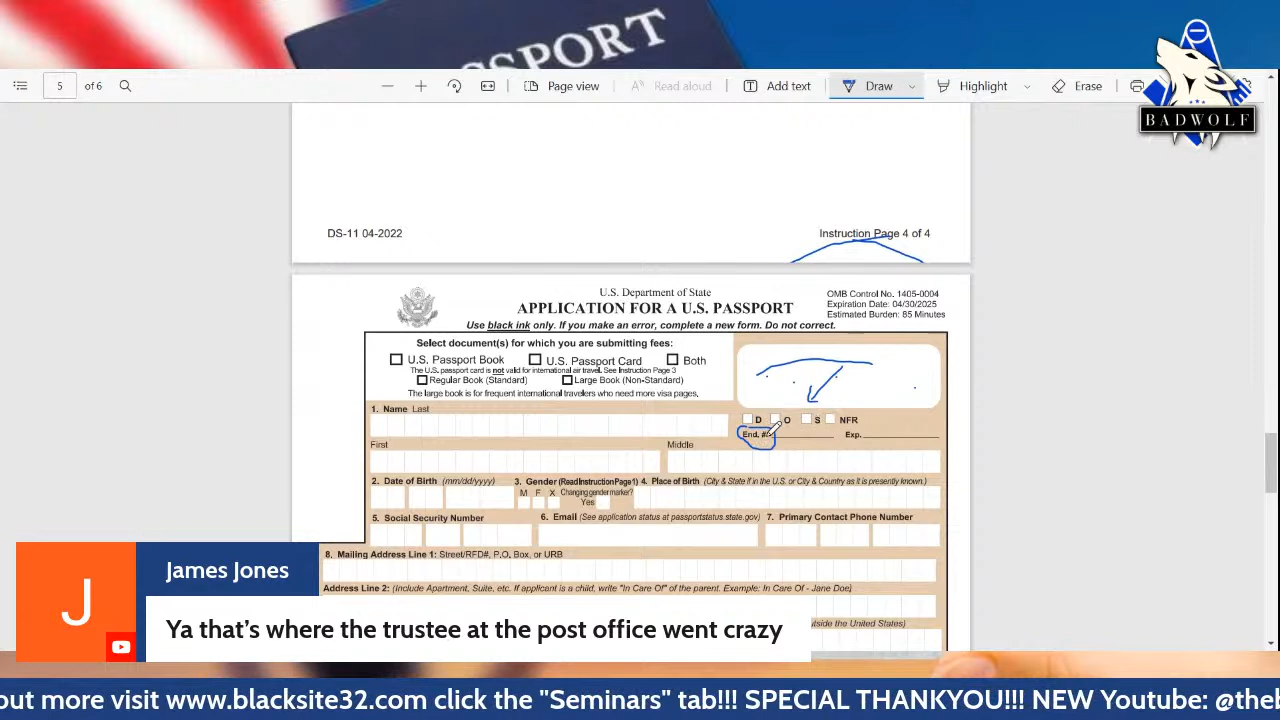 PASSPORT
5 of 6
Page view
Read aloud
Add text
Draw
Highlight
Erase
BADWOLF
DS-11 04-2022
Instruction Page 4 of 4
U.S. Department of State
APPLICATION FOR A U.S. PASSPORT
Use black ink only. If you make an error, complete a new form. Do not correct.
OMB Control No. 1405-0004
Expiration Date: 04/30/2025
Estimated Burden: 85 Minutes
Select document(s) for which you are submitting fees:
U.S. Passport Book U.S. Passport Card Both
The U.S. passport card is not valid for international air travel. See Instruction Page 3
Regular Book (Standard) Large Book (Non-Standard)
The large book is for frequent international travelers who need more visa pages.
D O S NFR
End. # Exp.
1. Name Last
First Middle
2. Date of Birth (mm/dd/yyyy) 3. Gender (Read Instruction Page 1) 4. Place of Birth (City & State if in the U.S. or City & Country as it is presently known.)
M F X Changing gender marker?
Yes
5. Social Security Number 6. Email (See application status at passportstatus.state.gov) 7. Primary Contact Phone Number
8. Mailing Address Line 1: Street/RFD#, P.O. Box, or URB
Address Line 2: (Include Apartment, Suite, etc. If applicant is a child, write "In Care Of" of the parent. Example: In Care Of - Jane Doe)
tside the United States)
J
James Jones
Ya that's where the trustee at the post office went crazy
out more visit www.blacksite32.com click the "Seminars" tab!!! SPECIAL THANKYOU!!! NEW Youtube: @thel